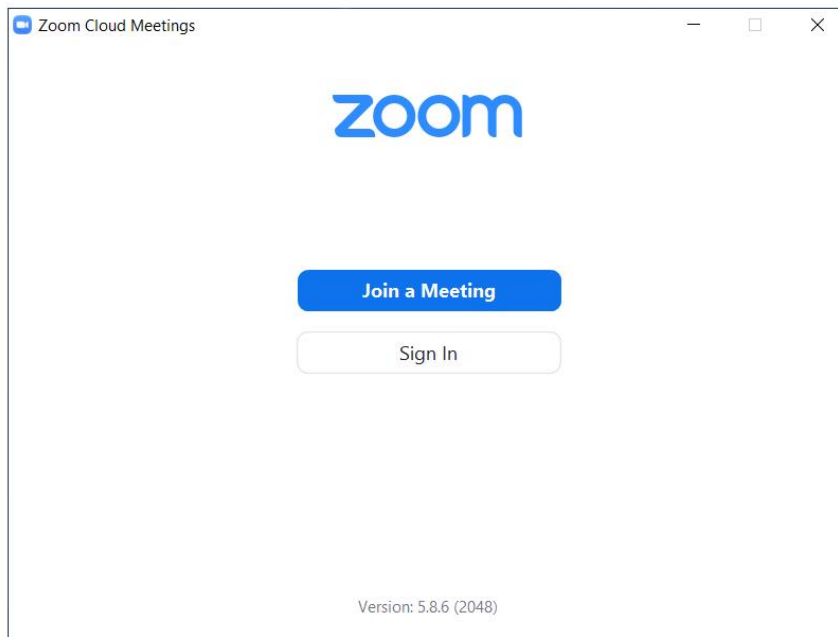 Zoom Cloud Meetings
zoom
Join a Meeting
Sign In
Version: 5.8.6 (2048)